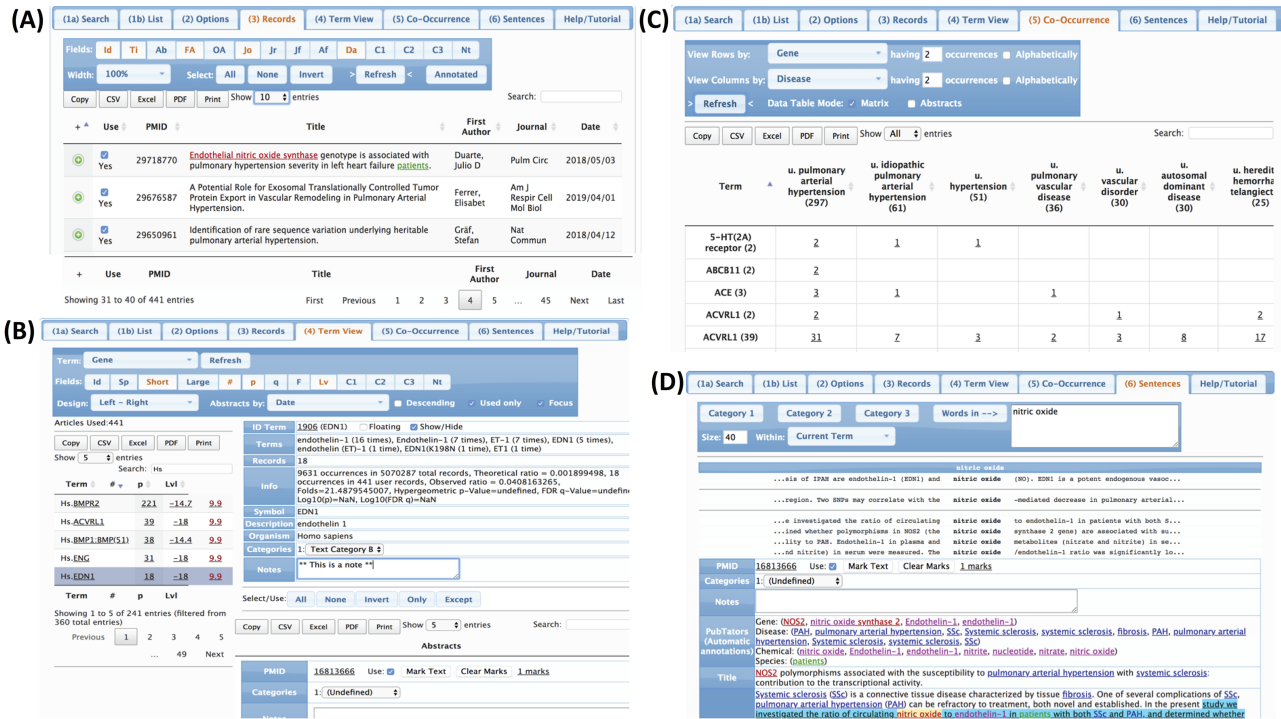 (A)
(1a) Search (1b) List (2) Options (3) Records (4) Term View (5) Co-Occurrence (6) Sentences Help/Tutorial
Fields: Id Ti Ab FA OA Jo Jr Jf Af Da C1 C2 C3 Nt
Width: 100% Select: All None Invert > Refresh < Annotated
Copy CSV Excel PDF Print Show 10 entries Search:
+ Use PMID Title First Author Journal Date
Yes 29718770 Endothelial nitric oxide synthase genotype is associated with Duarte, Pulm Circ 2018/05/03
pulmonary hypertension severity in left heart failure patients. Julio D
Yes 29676587 A Potential Role for Exosomal Translationally Controlled Tumor Ferrer, Am J 2019/04/01
Protein Export in Vascular Remodeling in Pulmonary Arterial Elisabet Respir Cell
Hypertension. Mol Biol
Yes 29650961 Identification of rare sequence variation underlying heritable Gräf, Nat 2018/04/12
pulmonary arterial hypertension. Stefan Commun
+ Use PMID Title First Author Journal Date
Showing 31 to 40 of 441 entries First Previous 1 2 3 4 5 ... 45 Next Last
(B)
(1a) Search (1b) List (2) Options (3) Records (4) Term View (5) Co-Occurrence (6) Sentences Help/Tutorial
Term: Gene Refresh
Fields: Id Sp Short Large # p q F Lv C1 C2 C3 Nt
Design: Left - Right Abstracts by: Date Descending Used only Focus
Articles Used:441
Copy CSV Excel PDF Print
Show 5 entries
Search: Hs
Term # p Lvl
Hs.BMPR2 221 -14.7 9.9
Hs.ACVRL1 39 -18 9.9
Hs.BMP1:BMP(51) 38 -14.4 9.9
Hs.ENG 31 -18 9.9
Hs.EDN1 18 -18 9.9
Term # p Lvl
Showing 1 to 5 of 241 entries (filtered from
360 total entries)
Previous 1 2 3 4 5
... 49 Next
ID Term 1906 (EDN1) Floating Show/Hide
Terms endothelin-1 (16 times), Endothelin-1 (7 times), ET-1 (7 times), EDN1 (5 times),
endothelin (ET)-1 (1 time), EDN1(K198N (1 time), ET1 (1 time)
Records 18
Info 9631 occurrences in 5070287 total records, Theoretical ratio = 0.001899498, 18
occurrences in 441 user records, Observed ratio = 0.0408163265,
Folds=21.4879545007, Hypergeometric p-Value=undefined, FDR q-Value=undefin
Log10(p)=NaN, Log10(FDR q)=NaN
Symbol EDN1
Description endothelin 1
Organism Homo sapiens
Categories 1: Text Category B
Notes ** This is a note **
Select/Use: All None Invert Only Except
Copy CSV Excel PDF Print Show 5 entries Search:
Abstracts
PMID 16813666 Use: Mark Text Clear Marks 1 marks
Categories 1: (Undefined)
(C)
(1a) Search (1b) List (2) Options (3) Records (4) Term View (5) Co-Occurrence (6) Sentences Help/Tutorial
View Rows by: Gene having 2 occurrences Alphabetically
View Columns by: Disease having 2 occurrences Alphabetically
> Refresh < Data Table Mode: Matrix Abstracts
Copy CSV Excel PDF Print Show All entries Search:
Term u. pulmonary arterial hypertension (297) u. idiopathic pulmonary arterial hypertension (61) u. hypertension (51) u. pulmonary vascular disease (36) u. vascular disorder (30) u. autosomal dominant disease (30) u. heredit hemorrha telangiect (25)
5-HT(2A) receptor (2) 2 1 1
ABCB11 (2) 2
ACE (3) 3 1 1
ACVRL1 (2) 2 1 2
ACVRL1 (39) 31 7 3 2 3 8 17
(D)
(1a) Search (1b) List (2) Options (3) Records (4) Term View (5) Co-Occurrence (6) Sentences Help/Tutorial
Category 1 Category 2 Category 3 Words in --> nitric oxide
Size: 40 Within: Current Term
nitric oxide
...sis of IPAH are endothelin-1 (EDN1) and nitric oxide (NO). EDN1 is a potent endogenous vasoc...
...region. Two SNPs may correlate with the nitric oxide -mediated decrease in pulmonary arterial...
...e investigated the ratio of circulating nitric oxide to endothelin-1 in patients with both S...
...ined whether polymorphisms in NOS2 (the nitric oxide synthase 2 gene) are associated with su...
...lity to PAH. Endothelin-1 in plasma and nitric oxide metabolites (nitrate and nitrite) in se...
...nd nitrite) in serum were measured. The nitric oxide /endothelin-1 ratio was significantly lo...
PMID 16813666 Use: Mark Text Clear Marks 1 marks
Categories 1: (Undefined)
Notes
PubTators (Automatic annotations) Gene: (NOS2, nitric oxide synthase 2, Endothelin-1, endothelin-1)
Disease: (PAH, pulmonary arterial hypertension, SSc, Systemic sclerosis, systemic sclerosis, fibrosis, PAH, pulmonary arterial
hypertension, Systemic sclerosis, systemic sclerosis, SSc)
Chemical: (nitric oxide, Endothelin-1, endothelin-1, nitrite, nucleotide, nitrate, nitric oxide)
Species: (patients)
Title NOS2 polymorphisms associated with the susceptibility to pulmonary arterial hypertension with systemic sclerosis:
contribution to the transcriptional activity.
Systemic sclerosis (SSc) is a connective tissue disease characterized by tissue fibrosis. One of several complications of SSc,
pulmonary arterial hypertension (PAH) can be refractory to treatment, both novel and established. In the present study we
investigated the ratio of circulating nitric oxide to endothelin-1 in patients with both SSc and PAH, and determined whether